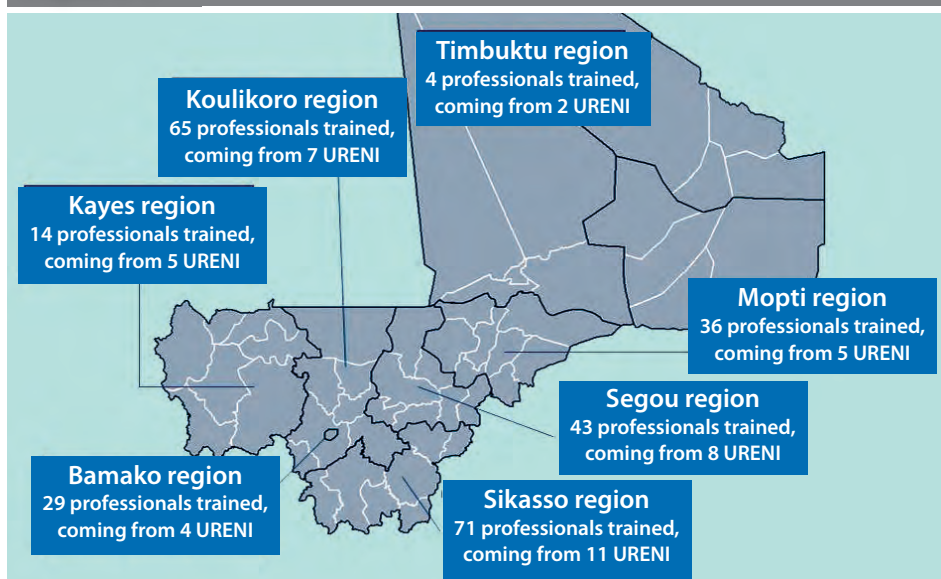 Timbuktu region
4 professionals trained,
coming from 2 URENI
Koulikoro region
65 professionals trained,
coming from 7 URENI
Kayes region
14 professionals trained,
coming from 5 URENI
Mopti region
36 professionals trained,
coming from 5 URENI
Segou region
43 professionals trained,
coming from 8 URENI
Bamako region
29 professionals trained,
coming from 4 URENI
Sikasso region
71 professionals trained,
coming from 11 URENI